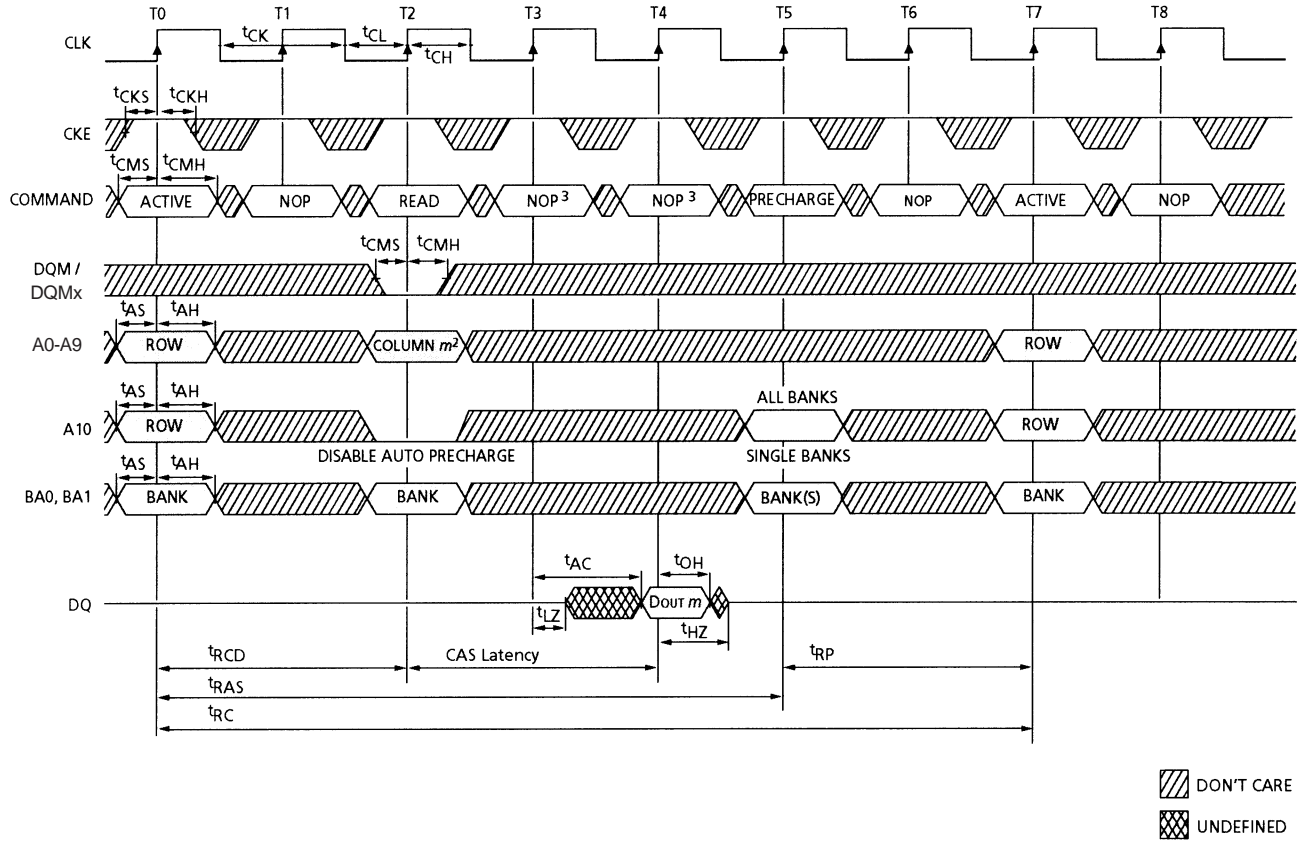 T0 T1 T2 T3 T4 T5 T6 T7 T8
CLK tCK tCL tCH
tCKS tCKH
CKE
tCMS tCMH
COMMAND ACTIVE NOP READ NOP3 NOP3 PRECHARGE NOP ACTIVE NOP
tCMS tCMH
DQM /
DQMx
tAS tAH
A0-A9 ROW COLUMN m2 ROW
tAS tAH ALL BANKS
A10 ROW ROW
DISABLE AUTO PRECHARGE SINGLE BANKS
tAS tAH
BA0, BA1 BANK BANK BANK(S) BANK
tAC tOH
DQ DOUT m
tLZ tHZ
tRCD CAS Latency tRP
tRAS
tRC
DON'T CARE
UNDEFINED